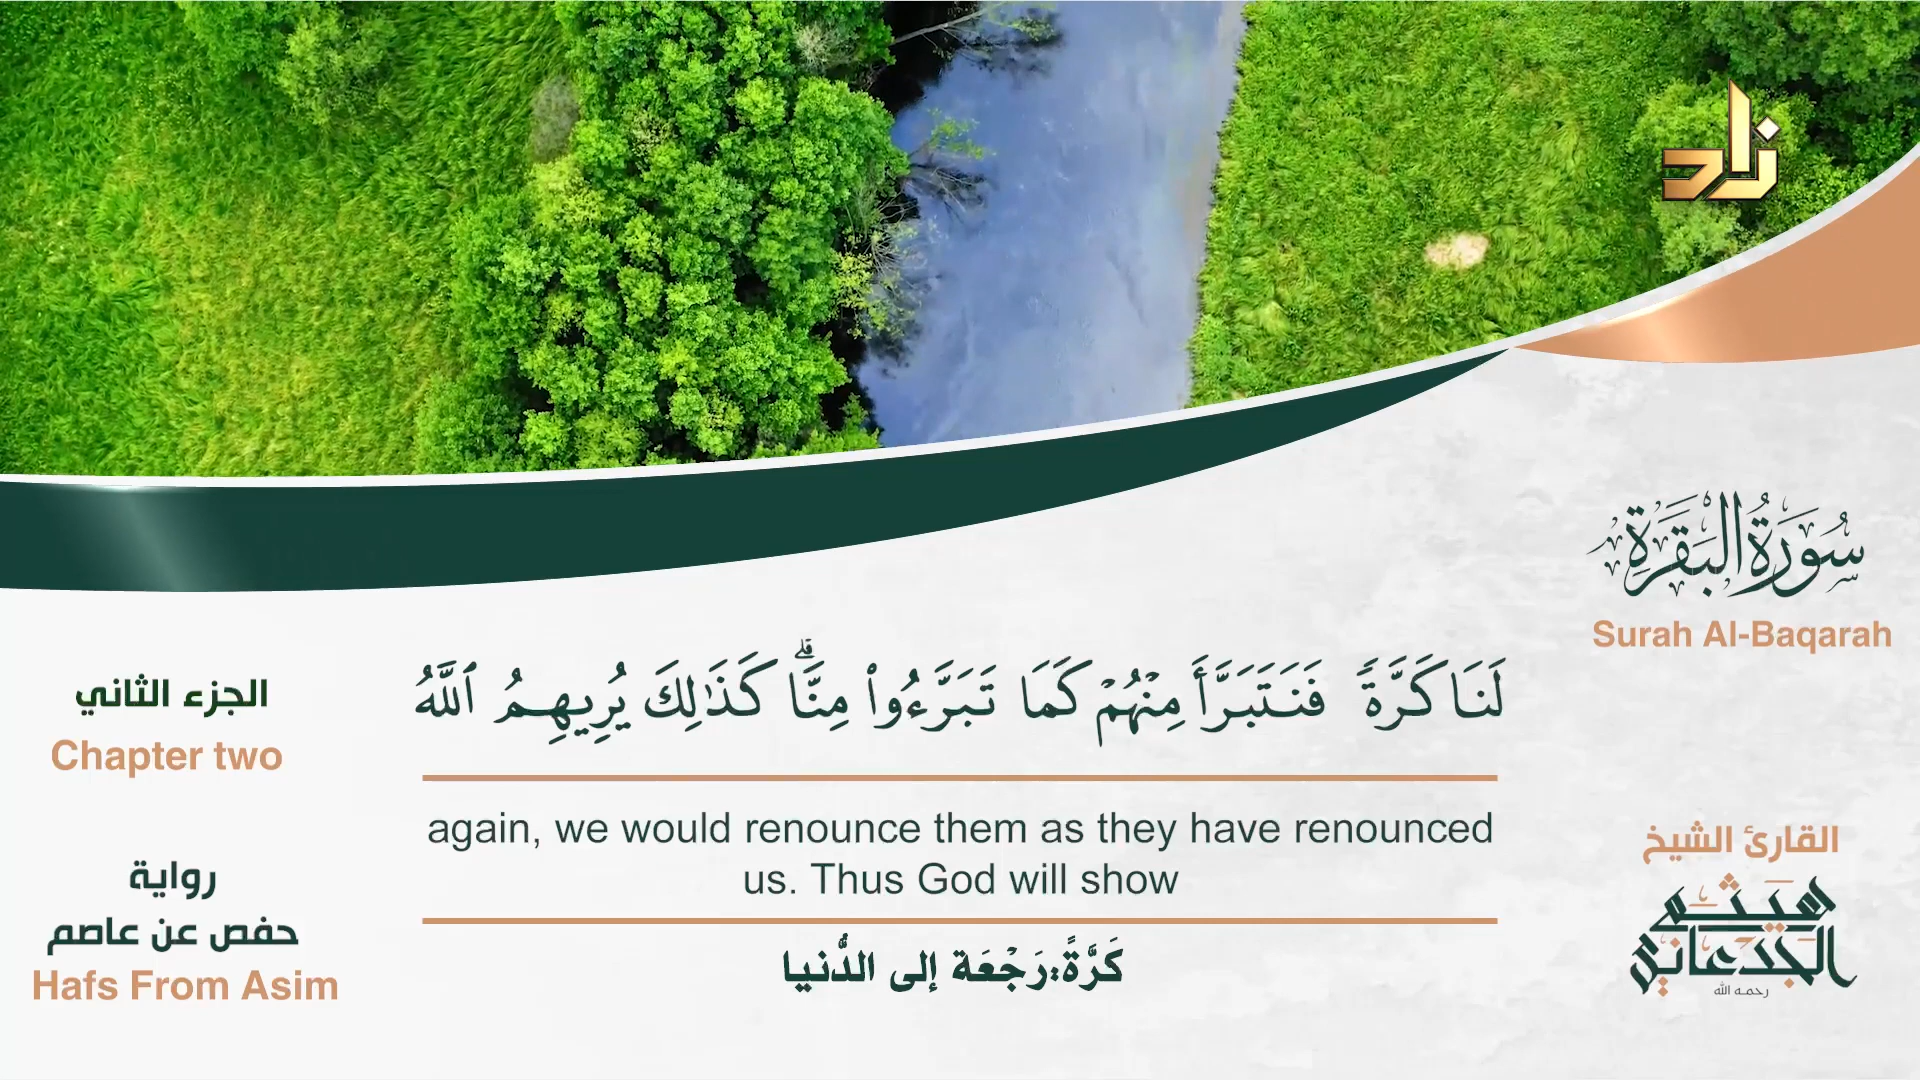 زاد
سُورَةُ البَقَرَةِ
Surah Al-Baqarah
لَنَا كَرَّةٗ فَنَتَبَرَّأَ مِنۡهُمۡ كَمَا تَبَرَّءُواْ مِنَّاۗ كَذَٰلِكَ يُرِيهِمُ ٱللَّهُ
again, we would renounce them as they have renounced
us. Thus God will show
كَرَّةً: رَجْعَة إلى الدُّنيا
الجزء الثاني
Chapter two
رواية
حفص عن عاصم
Hafs From Asim
القارئ الشيخ
هيثم
الجدعاني
رحمه الله